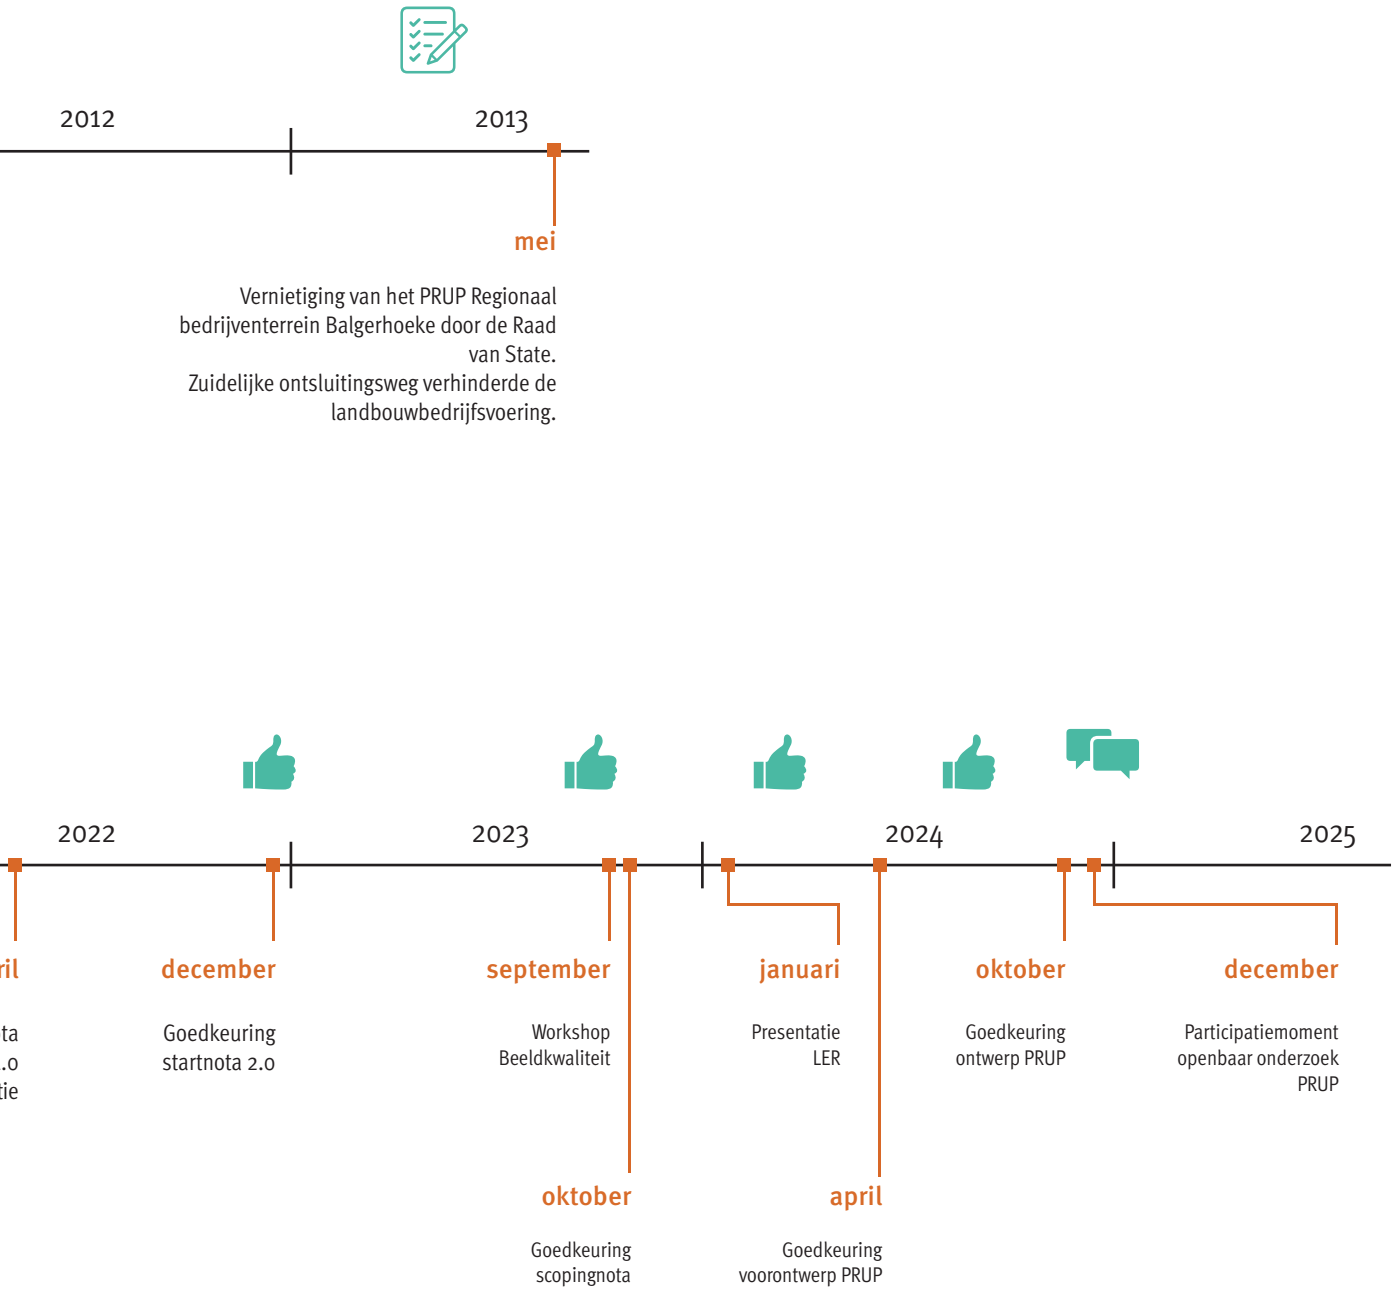 2012
2013
mei
Vernietiging van het PRUP Regionaal
bedrijventerrein Balgerhoeke door de Raad
van State.
Zuidelijke ontsluitingsweg verhinderde de
landbouwbedrijfsvoering.
2022
2023
2024
2025
december
Goedkeuring
startnota 2.0
september
Workshop
Beeldkwaliteit
januari
Presentatie
LER
oktober
Goedkeuring
ontwerp PRUP
december
Participatiemoment
openbaar onderzoek
PRUP
oktober
Goedkeuring
scopingnota
april
Goedkeuring
voorontwerp PRUP